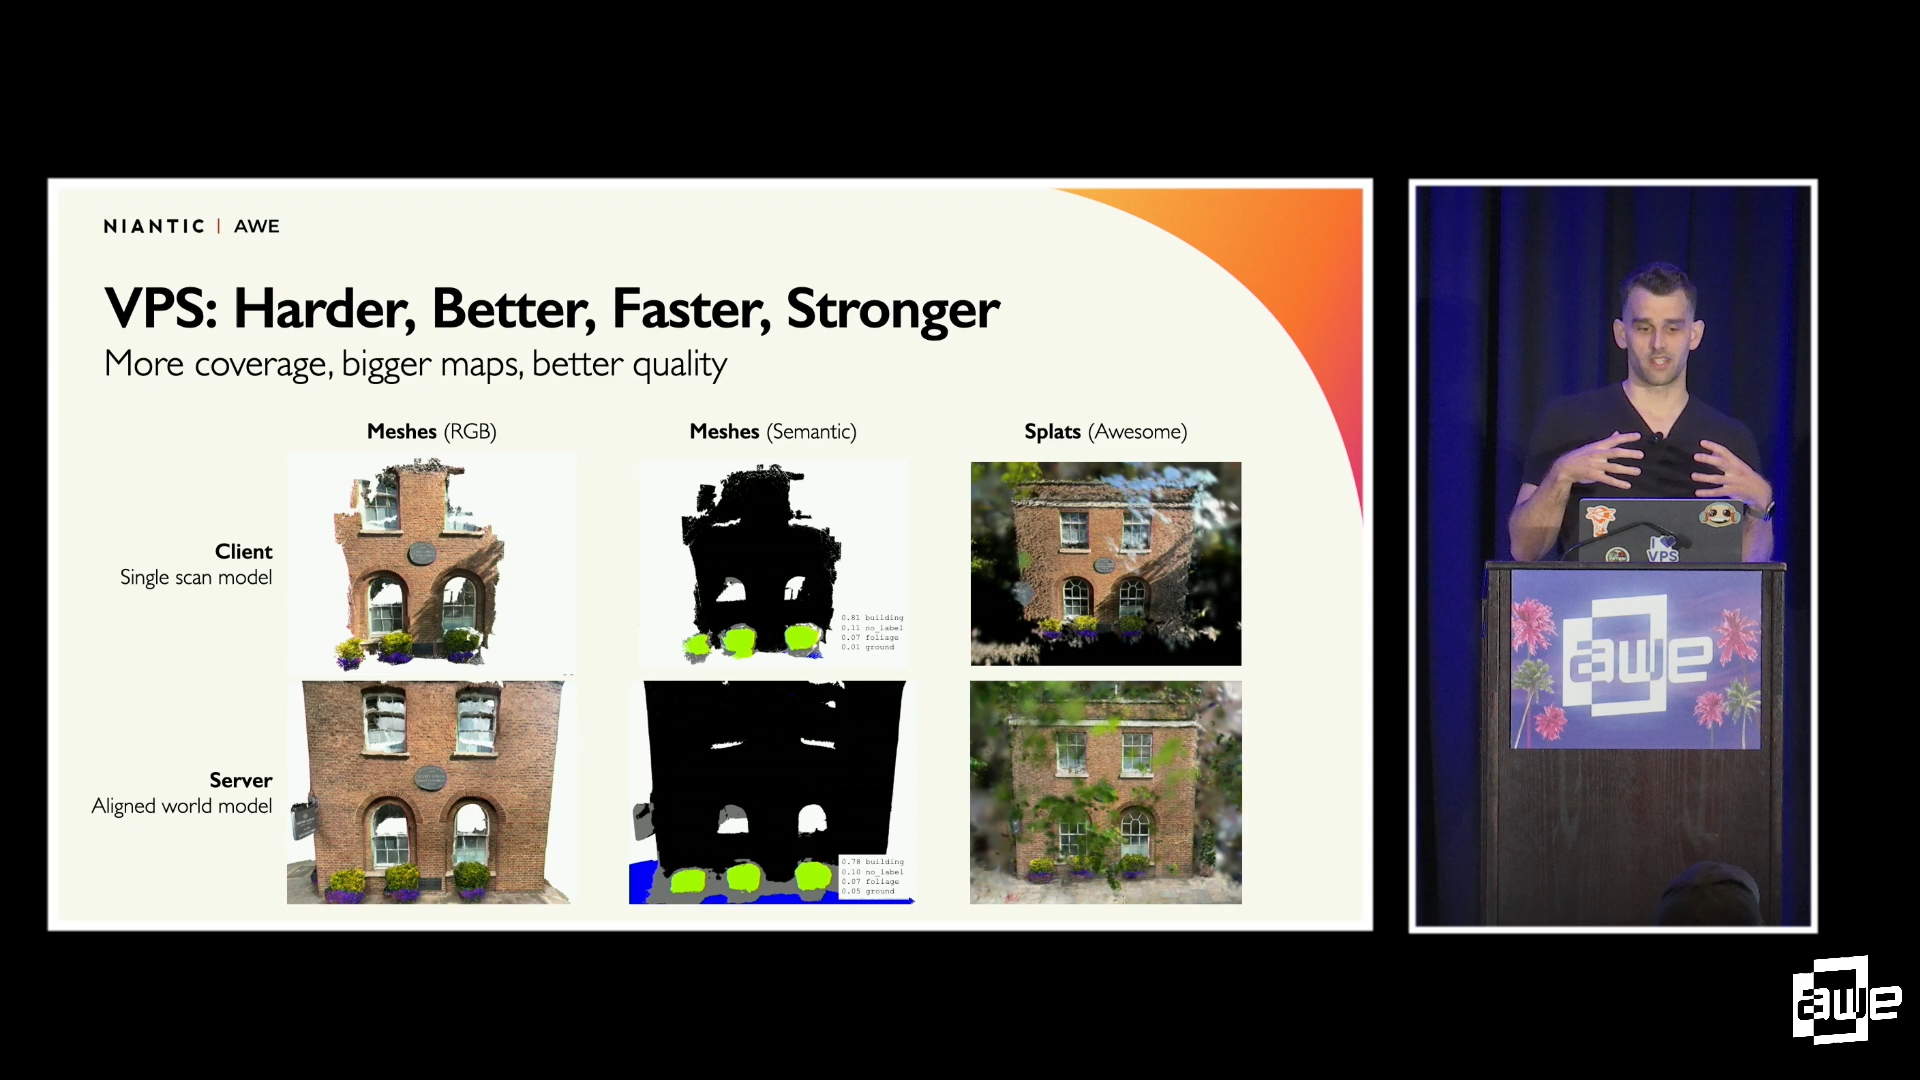 NIANTIC | AWE
VPS: Harder, Better, Faster, Stronger
More coverage, bigger maps, better quality
Meshes (RGB)
Meshes (Semantic)
Splats (Awesome)
Client
Single scan model
0.81 building
0.11 no_label
0.07 foliage
0.01 ground
Server
Aligned world model
0.78 building
0.10 no_label
0.07 foliage
0.05 ground
I
VPS
awe
awe